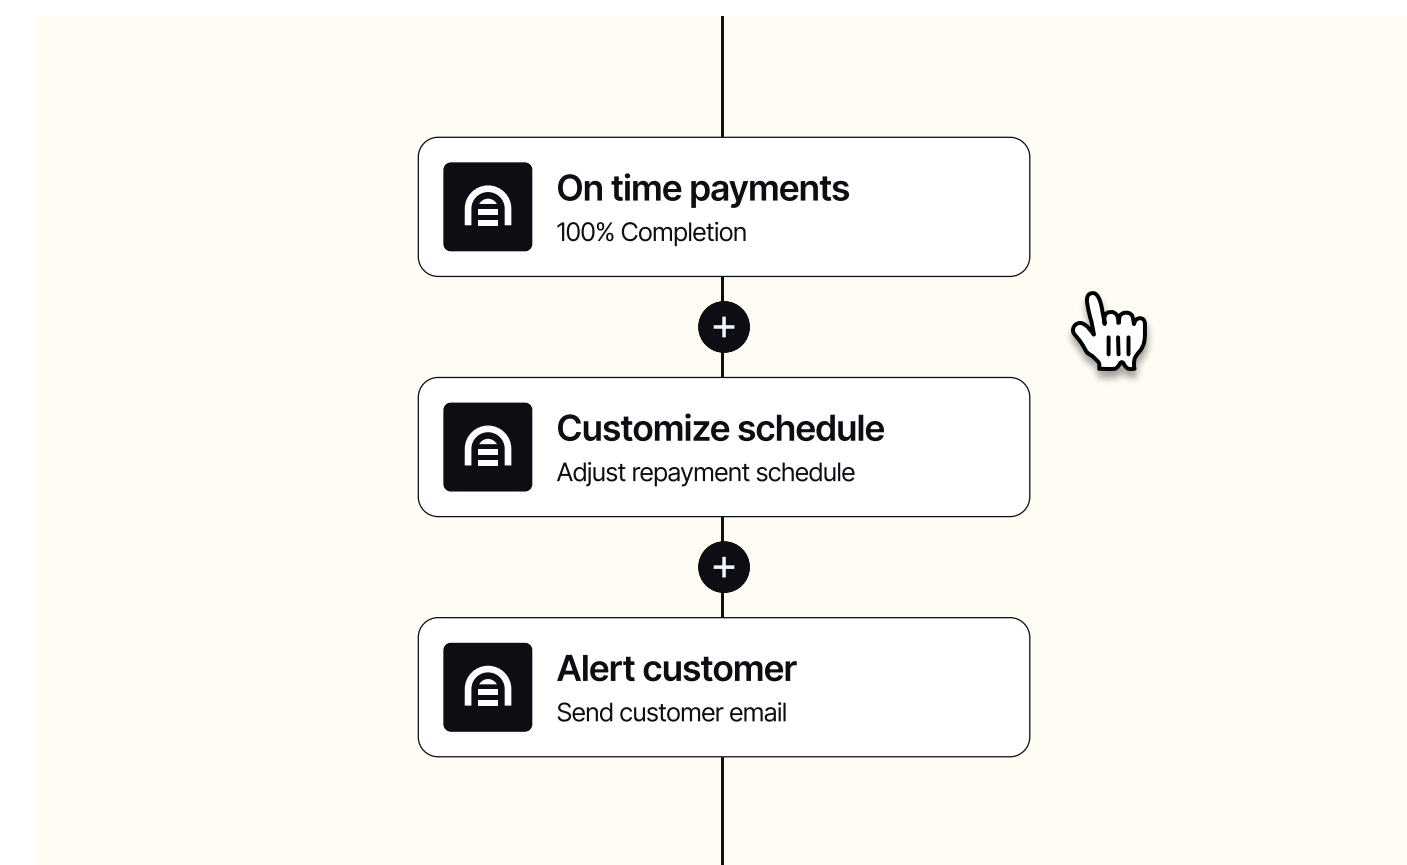 On time payments
100% Completion
Customize schedule
Adjust repayment schedule
Alert customer
Send customer email